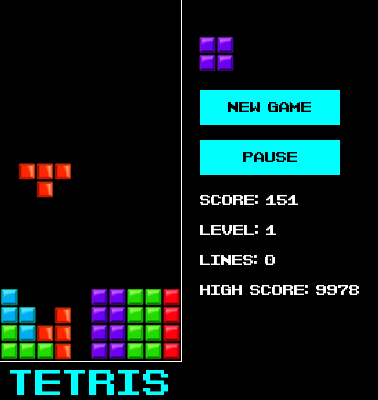 NEW GAME
PAUSE
SCORE: 151
LEVEL: 1
LINES: 0
HIGH SCORE: 9978
TETRIS